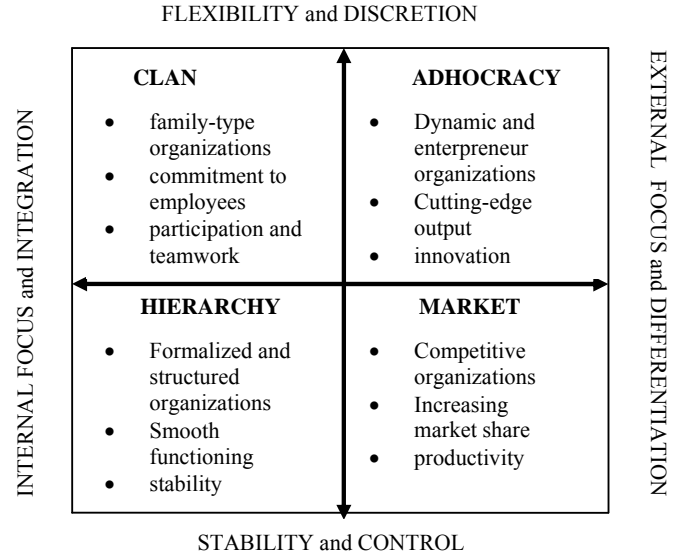 FLEXIBILITY and DISCRETION
INTERNAL FOCUS and INTEGRATION
CLAN
• family-type
organizations
• commitment to
employees
• participation and
teamwork
ADHOCRACY
• Dynamic and
enterpreneur
organizations
• Cutting-edge
output
• innovation
HIERARCHY
• Formalized and
structured
organizations
• Smooth
functioning
• stability
MARKET
• Competitive
organizations
• Increasing
market share
• productivity
EXTERNAL FOCUS and DIFFERENTIATION
STABILITY and CONTROL